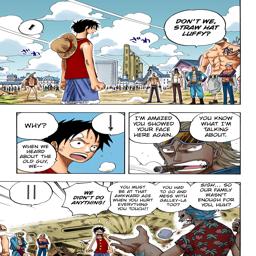 !
DON'T WE,
STRAW HAT
LUFFY?
WHY?
WHEN WE
HEARD ABOUT
THE OLD
GUY,
WE--
!
I'M AMAZED
YOU SHOWED
YOUR FACE
HERE AGAIN.
YOU KNOW
WHAT I'M
TALKING
ABOUT.
!!
WE
DIDN'T DO
ANYTHING!
YOU MUST
BE AT THAT
AWKWARD AGE
WHEN YOU HURT
EVERYTHING
YOU TOUCH!!
YOU HAD
TO GO AND
MESS WITH
GALLEY-LA
TOO?
SIGH... SO
OUR FAMILY
WASN'T
ENOUGH FOR
YOU, HUH?